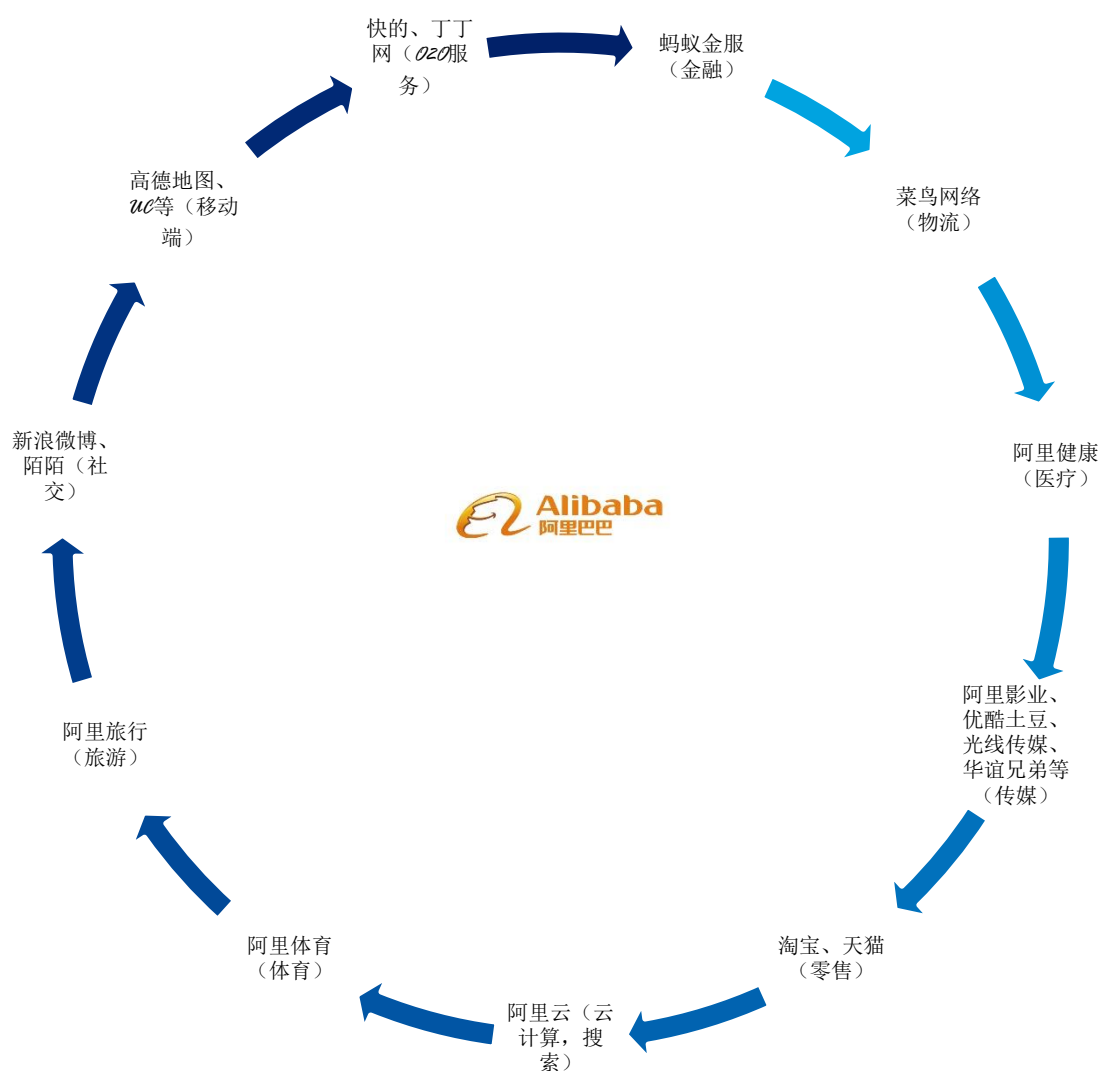 快的、丁丁
网（O2O服
务）
蚂蚁金服
（金融）
菜鸟网络
（物流）
阿里健康
（医疗）
阿里影业、
优酷土豆、
光线传媒、
华谊兄弟等
（传媒）
淘宝、天猫
（零售）
阿里云（云
计算，搜
索）
阿里体育
（体育）
阿里旅行
（旅游）
新浪微博、
陌陌（社
交）
高德地图、
UC等（移动
端）
Alibaba
阿里巴巴